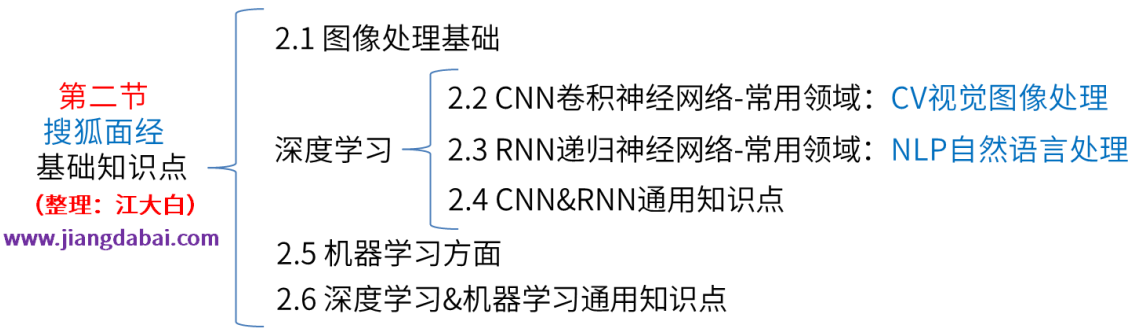 第二节
搜狐面经
基础知识点
（整理：江大白）
www.jiangdabai.com
2.1 图像处理基础
深度学习
2.2 CNN卷积神经网络-常用领域：CV视觉图像处理
2.3 RNN递归神经网络-常用领域：NLP自然语言处理
2.4 CNN&RNN通用知识点
2.5 机器学习方面
2.6 深度学习&机器学习通用知识点